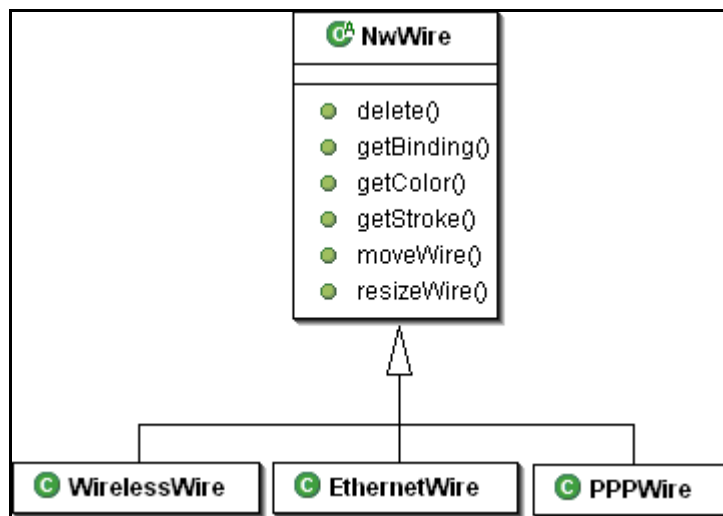 NwWire
delete()
getBinding()
getColor()
getStroke()
moveWire()
resizeWire()
WirelessWire
EthernetWire
PPPWire